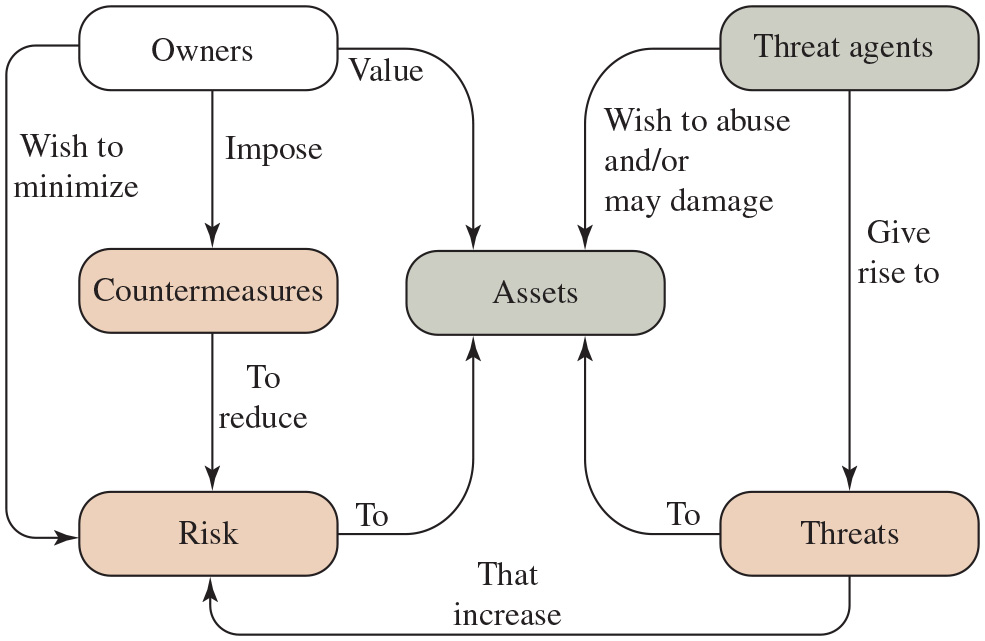 Owners
Value
Threat agents
Wish to
minimize
Impose
Wish to abuse
and/or
may damage
Give
rise to
Countermeasures
Assets
To
reduce
Risk
To
To
Threats
That
increase